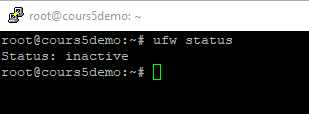 root@cours5demo: ~
root@cours5demo:~# ufw status
Status: inactive
root@cours5demo:~#